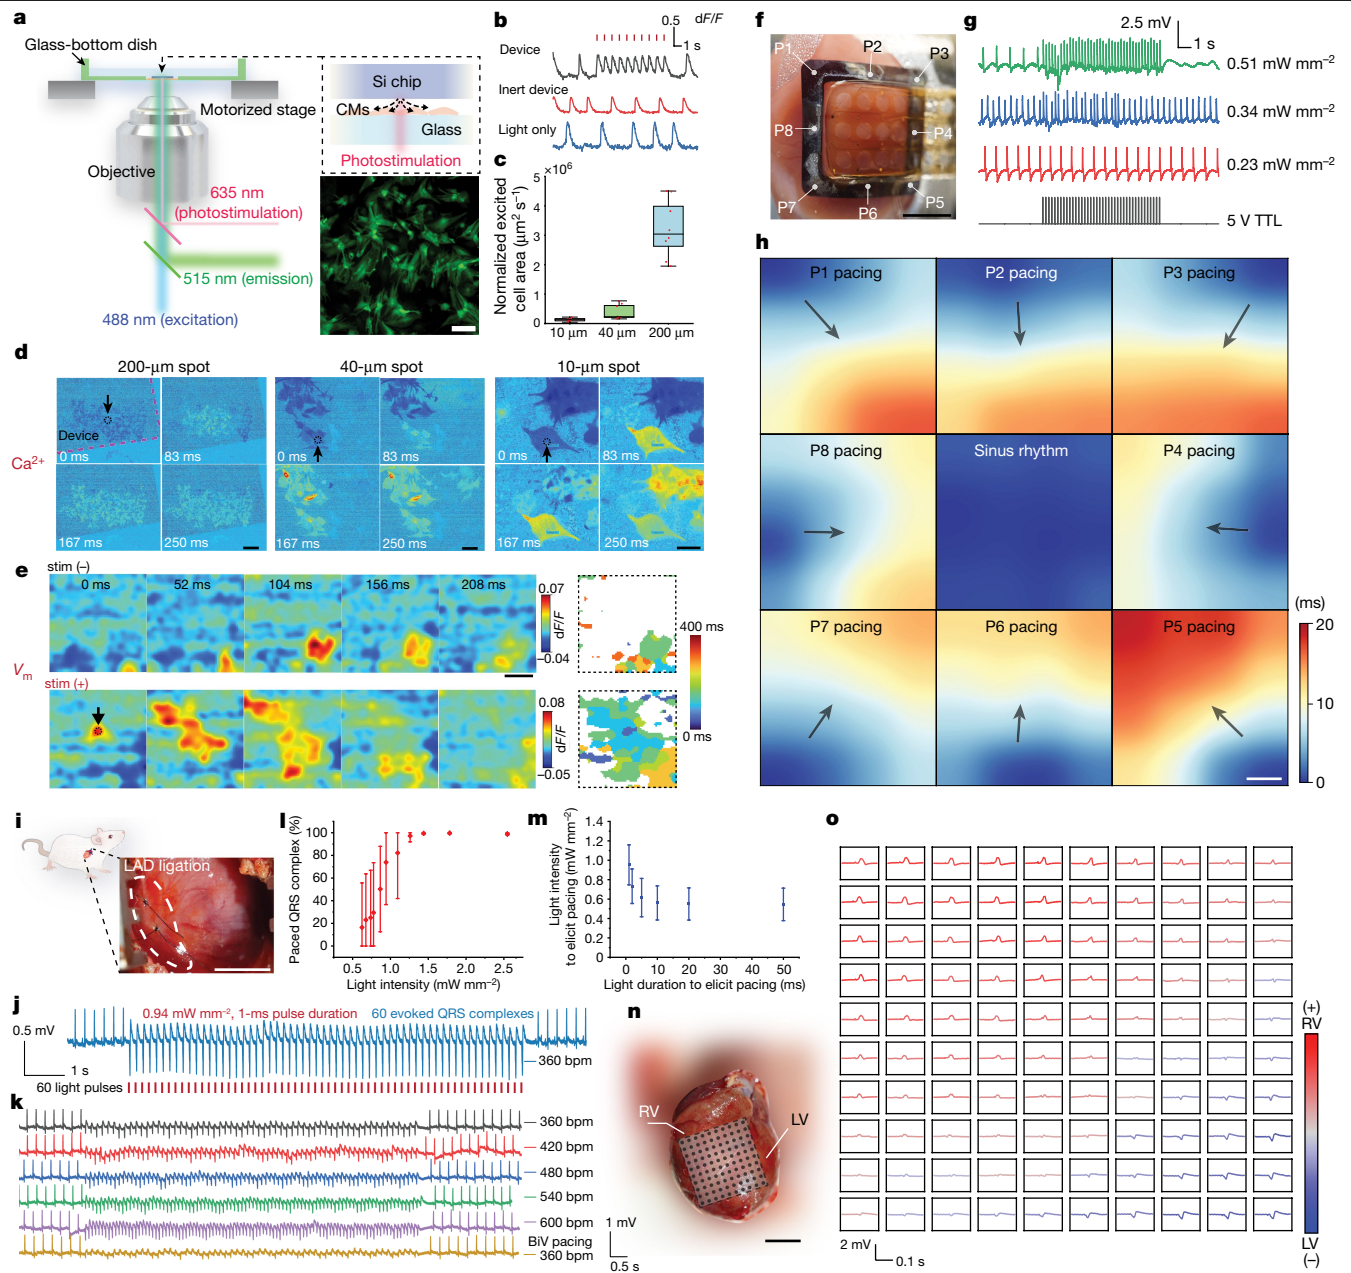 a
Glass-bottom dish
Motorized stage
Objective
635 nm
(photostimulation)
515 nm (emission)
488 nm (excitation)
Si chip
CMs
Glass
Photostimulation
b
0.5
dF/F
1 s
Device
Inert device
Light only
c
×10⁶
Normalized excited
cell area (μm² s⁻¹)
5
4
3
2
1
0
10 μm
40 μm
200 μm
d
200-μm spot
40-μm spot
10-μm spot
Ca²⁺
Device
0 ms
83 ms
167 ms
250 ms
0 ms
83 ms
167 ms
250 ms
0 ms
83 ms
167 ms
250 ms
e
stim (–)
0 ms
52 ms
104 ms
156 ms
208 ms
0.07
dF/F
–0.04
Vm
stim (+)
0.08
dF/F
–0.05
400 ms
0 ms
f
P1
P2
P3
P8
P4
P7
P6
P5
g
2.5 mV
1 s
0.51 mW mm⁻²
0.34 mW mm⁻²
0.23 mW mm⁻²
5 V TTL
h
P1 pacing
P2 pacing
P3 pacing
P8 pacing
Sinus rhythm
P4 pacing
P7 pacing
P6 pacing
P5 pacing
(ms)
20
10
0
i
LAD ligation
j
0.94 mW mm⁻², 1-ms pulse duration
60 evoked QRS complexes
0.5 mV
1 s
360 bpm
60 light pulses
k
360 bpm
420 bpm
480 bpm
540 bpm
600 bpm
BiV pacing
360 bpm
1 mV
0.5 s
l
Paced QRS complex (%)
100
80
60
40
20
0
0.5
1.0
1.5
2.0
2.5
Light intensity (mW mm⁻²)
m
Light intensity
to elicit pacing (mW mm⁻²)
1.4
1.2
1.0
0.8
0.6
0.4
0.2
0
0
10
20
30
40
50
Light duration to elicit pacing (ms)
n
RV
LV
o
(+)
RV
LV
(–)
2 mV
0.1 s